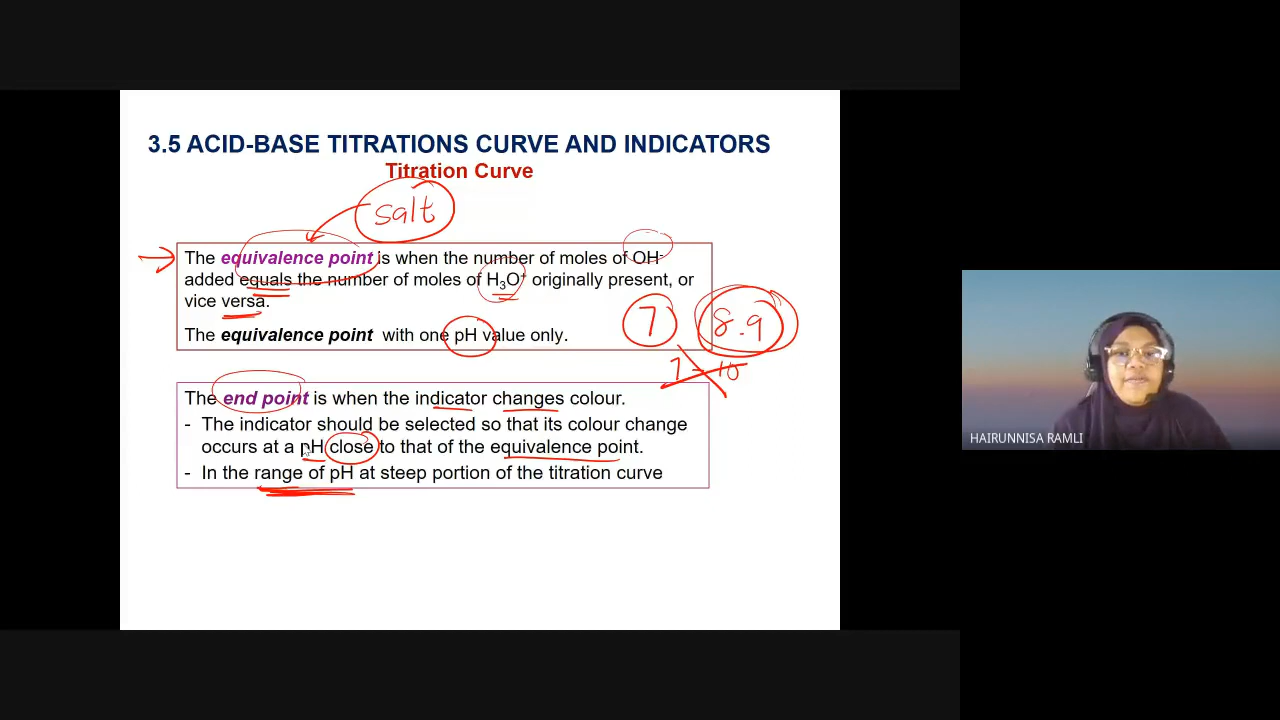 3.5 ACID-BASE TITRATIONS CURVE AND INDICATORS
Titration Curve
salt
The equivalence point is when the number of moles of OH⁻
added equals the number of moles of H₃O⁺ originally present, or
vice versa.
The equivalence point with one pH value only.
7
8.9
7 - 10
The end point is when the indicator changes colour.
- The indicator should be selected so that its colour change
occurs at a pH close to that of the equivalence point.
- In the range of pH at steep portion of the titration curve
HAIRUNNISA RAMLI